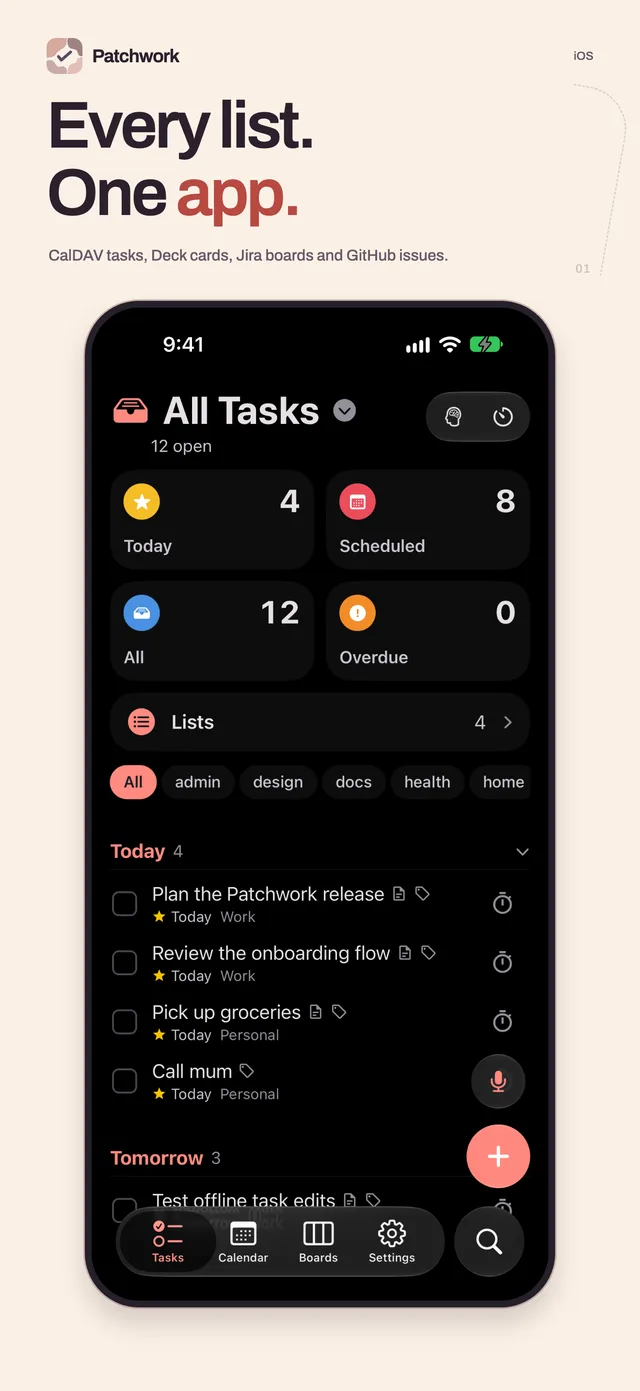 Patchwork
iOS
Every list.
One app.
CalDAV tasks, Deck cards, Jira boards and GitHub issues.
01
9:41
All Tasks
12 open
4
Today
8
Scheduled
12
All
0
Overdue
Lists
4
All
admin
design
docs
health
home
Today 4
Plan the Patchwork release
Today Work
Review the onboarding flow
Today Work
Pick up groceries
Today Personal
Call mum
Today Personal
Tomorrow 3
Test offline task edits
Tasks
Calendar
Boards
Settings